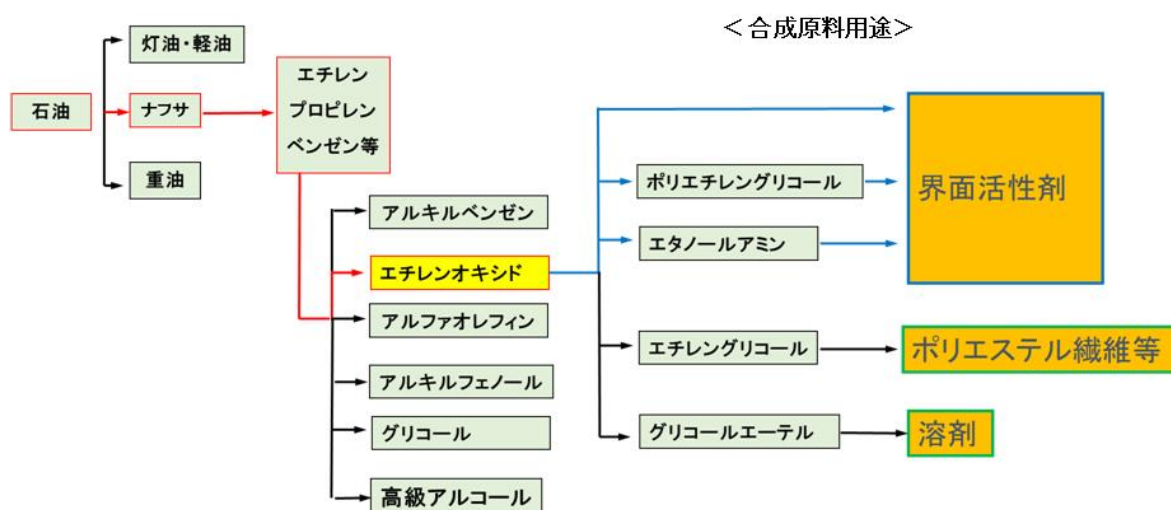 ＜合成原料用途＞
石油
灯油・軽油
ナフサ
重油
エチレン
プロピレン
ベンゼン等
アルキルベンゼン
エチレンオキシド
アルファオレフィン
アルキルフェノール
グリコール
高級アルコール
ポリエチレングリコール
エタノールアミン
エチレングリコール
グリコールエーテル
界面活性剤
ポリエステル繊維等
溶剤